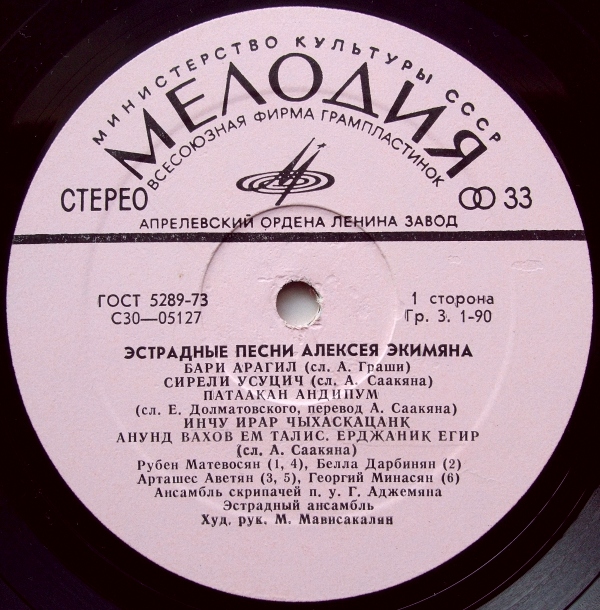 МИНИСТЕРСТВО КУЛЬТУРЫ СССР
МЕЛОДИЯ
ВСЕСОЮЗНАЯ ФИРМА ГРАМПЛАСТИНОК
СТЕРЕО
33
АПРЕЛЕВСКИЙ ОРДЕНА ЛЕНИНА ЗАВОД
ГОСТ 5289-73
С30—05127
1 сторона
Гр. 3. 1-90
ЭСТРАДНЫЕ ПЕСНИ АЛЕКСЕЯ ЭКИМЯНА
БАРИ АРАГИЛ (сл. А. Граши)
СИРЕЛИ УСУЦИЧ (сл. А. Саакяна)
ПАТААКАН АНДИПУМ
(сл. Е. Долматовского, перевод А. Саакяна)
ИНЧУ ИРАР ЧЫХАСКАЦАНҚ
АНУНД ВАХОВ ЕМ ТАЛИС. ЕРДЖАНИҚ ЕГИР
(сл. А. Саакяна)
Рубен Матевосян (1, 4), Белла Дарбинян (2)
Арташес Аветян (3, 5), Георгий Минасян (6)
Ансамбль скрипачей п. у. Г. Аджемяна
Эстрадный ансамбль
Худ. рук. М. Мависакалян